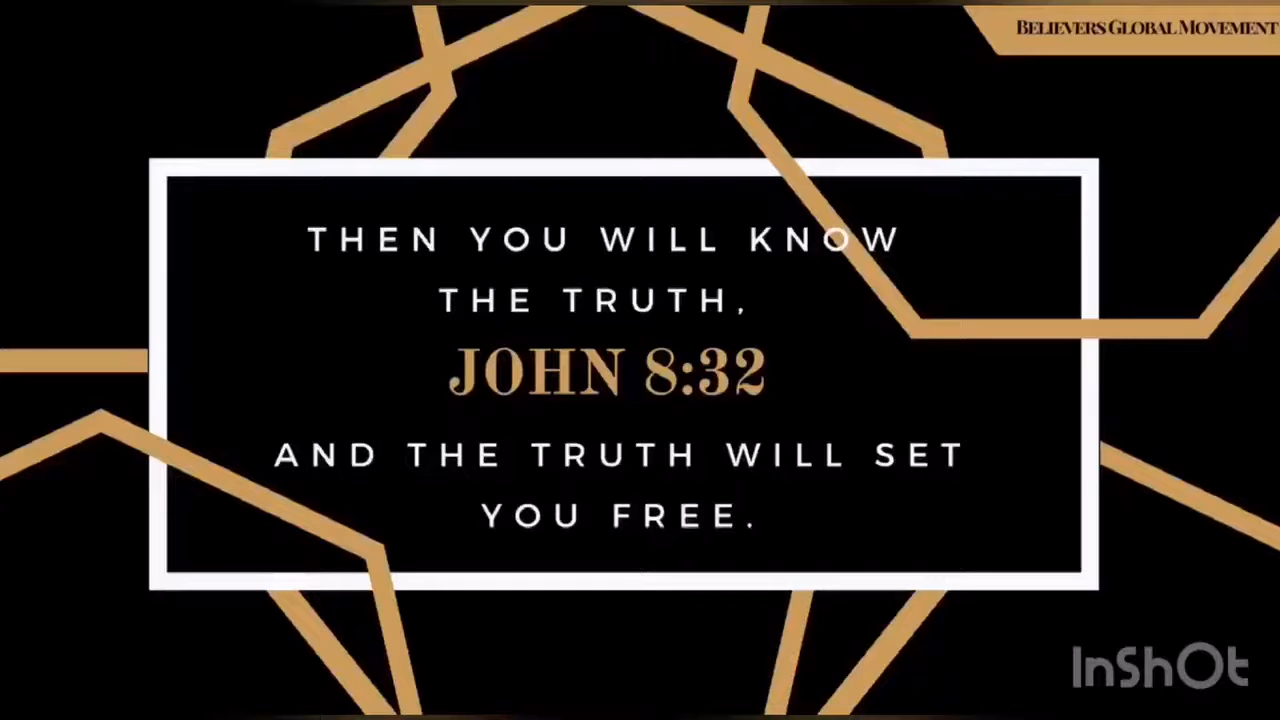 BELIEVERS GLOBAL MOVEMENT
THEN YOU WILL KNOW
THE TRUTH,
JOHN 8:32
AND THE TRUTH WILL SET
YOU FREE.
InShOt